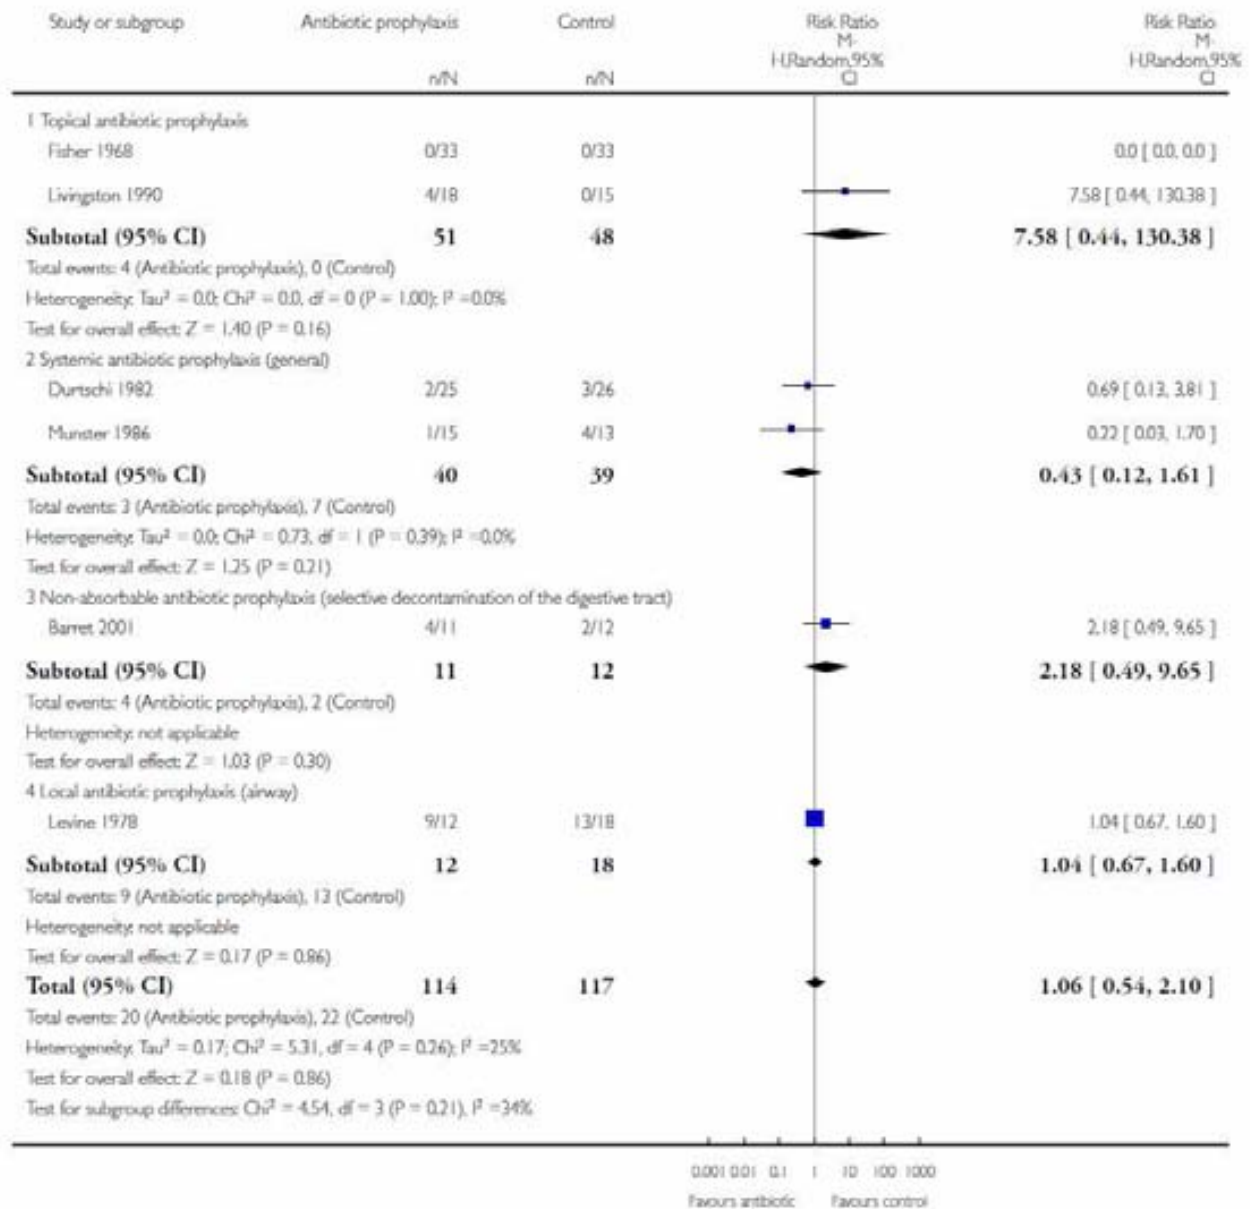 Study or subgroup Antibiotic prophylaxis Control Risk Ratio Risk Ratio
M- M-
H,Random,95% H,Random,95%
n/N n/N CI CI
1 Topical antibiotic prophylaxis
Fisher 1968 0/33 0/33 0.0 [ 0.0, 0.0 ]
Livingston 1990 4/18 0/15 7.58 [ 0.44, 130.38 ]
Subtotal (95% CI) 51 48 7.58 [ 0.44, 130.38 ]
Total events: 4 (Antibiotic prophylaxis), 0 (Control)
Heterogeneity: Tau² = 0.0; Chi² = 0.0, df = 0 (P = 1.00); I² =0.0%
Test for overall effect: Z = 1.40 (P = 0.16)
2 Systemic antibiotic prophylaxis (general)
Durtschi 1982 2/25 3/26 0.69 [ 0.13, 3.81 ]
Munster 1986 1/15 4/13 0.22 [ 0.03, 1.70 ]
Subtotal (95% CI) 40 39 0.43 [ 0.12, 1.61 ]
Total events: 3 (Antibiotic prophylaxis), 7 (Control)
Heterogeneity: Tau² = 0.0; Chi² = 0.73, df = 1 (P = 0.39); I² =0.0%
Test for overall effect: Z = 1.25 (P = 0.21)
3 Non-absorbable antibiotic prophylaxis (selective decontamination of the digestive tract)
Barret 2001 4/11 2/12 2.18 [ 0.49, 9.65 ]
Subtotal (95% CI) 11 12 2.18 [ 0.49, 9.65 ]
Total events: 4 (Antibiotic prophylaxis), 2 (Control)
Heterogeneity: not applicable
Test for overall effect: Z = 1.03 (P = 0.30)
4 Local antibiotic prophylaxis (airway)
Levine 1978 9/12 13/18 1.04 [ 0.67, 1.60 ]
Subtotal (95% CI) 12 18 1.04 [ 0.67, 1.60 ]
Total events: 9 (Antibiotic prophylaxis), 13 (Control)
Heterogeneity: not applicable
Test for overall effect: Z = 0.17 (P = 0.86)
Total (95% CI) 114 117 1.06 [ 0.54, 2.10 ]
Total events: 20 (Antibiotic prophylaxis), 22 (Control)
Heterogeneity: Tau² = 0.17; Chi² = 5.31, df = 4 (P = 0.26); I² =25%
Test for overall effect: Z = 0.18 (P = 0.86)
Test for subgroup differences: Chi² = 4.54, df = 3 (P = 0.21), I² =34%
0.001 0.01 0.1 1 10 100 1000
Favours antibiotic Favours control